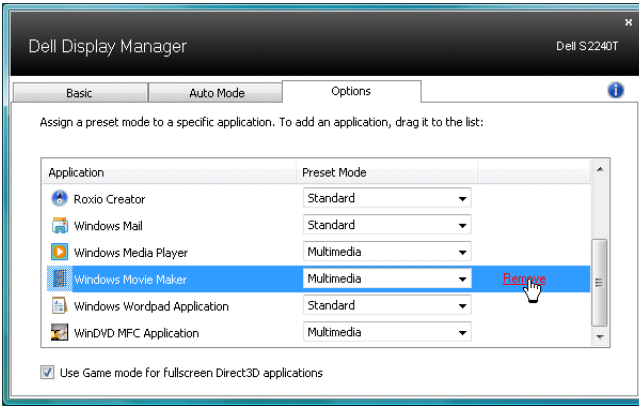 Dell Display Manager
Dell S2240T
Basic
Auto Mode
Options
Assign a preset mode to a specific application. To add an application, drag it to the list:
Application Preset Mode
Roxio Creator Standard
Windows Mail Standard
Windows Media Player Multimedia
Windows Movie Maker Multimedia Remove
Windows Wordpad Application Standard
WinDVD MFC Application Multimedia
Use Game mode for fullscreen Direct3D applications